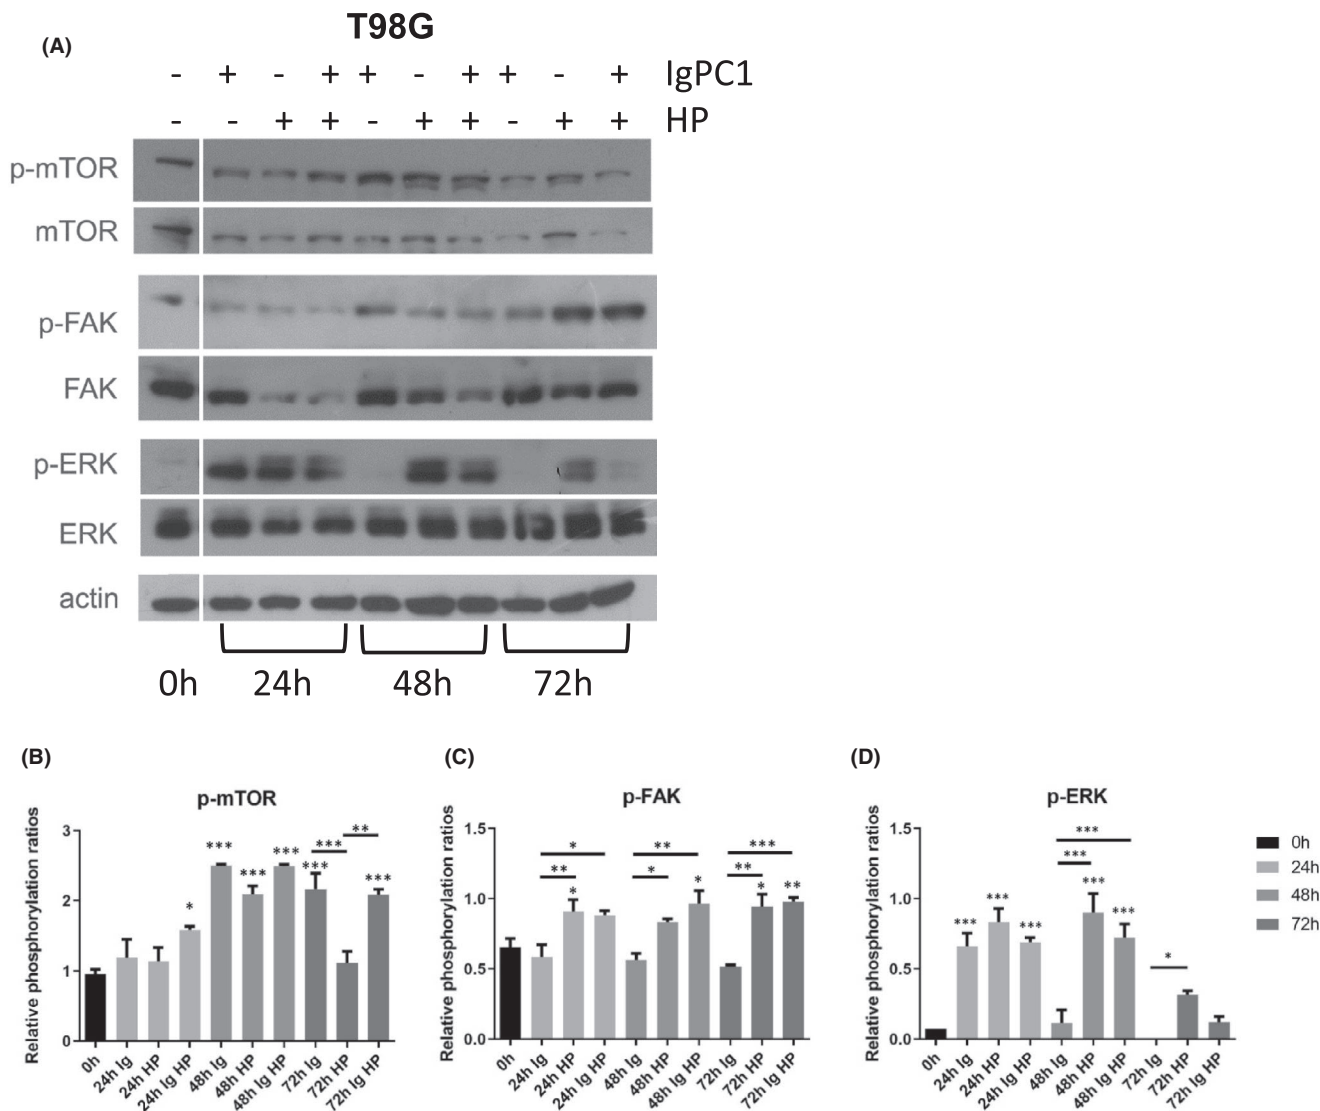 T98G
(A)
- + - + + - + + - + IgPC1
- - + + - + + - + + HP
p-mTOR
mTOR
p-FAK
FAK
p-ERK
ERK
actin
0h 24h 48h 72h
(B) (C) (D)
p-mTOR
Relative phosphorylation ratios
3
2
1
0
* *** *** *** *** *** *** **
0h 24h Ig 24h HP 24h Ig HP 48h Ig 48h HP 48h Ig HP 72h Ig 72h HP 72h Ig HP
p-FAK
Relative phosphorylation ratios
1.5
1.0
0.5
0.0
* ** * ** * * *** ** * **
0h 24h Ig 24h HP 24h Ig HP 48h Ig 48h HP 48h Ig HP 72h Ig 72h HP 72h Ig HP
p-ERK
Relative phosphorylation ratios
1.5
1.0
0.5
0.0
*** *** *** *** *** *** *** *
0h 24h Ig 24h HP 24h Ig HP 48h Ig 48h HP 48h Ig HP 72h Ig 72h HP 72h Ig HP
0h
24h
48h
72h